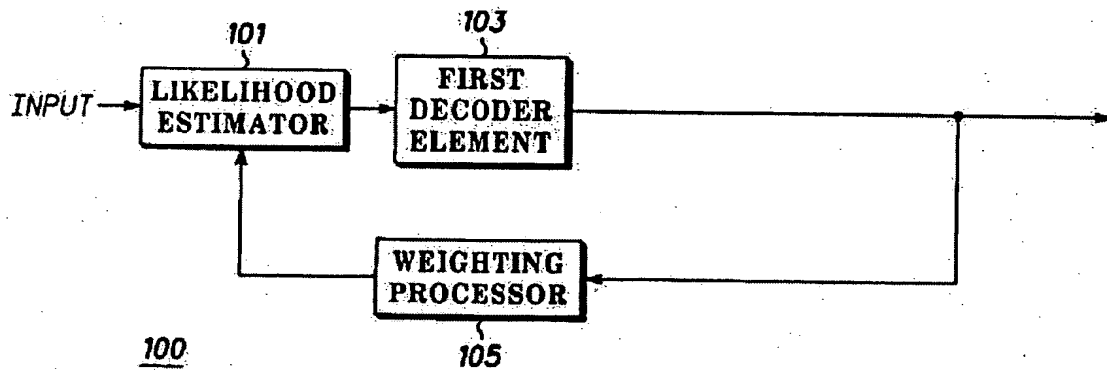 101
103
INPUT
LIKELIHOOD
ESTIMATOR
FIRST
DECODER
ELEMENT
WEIGHTING
PROCESSOR
100
105